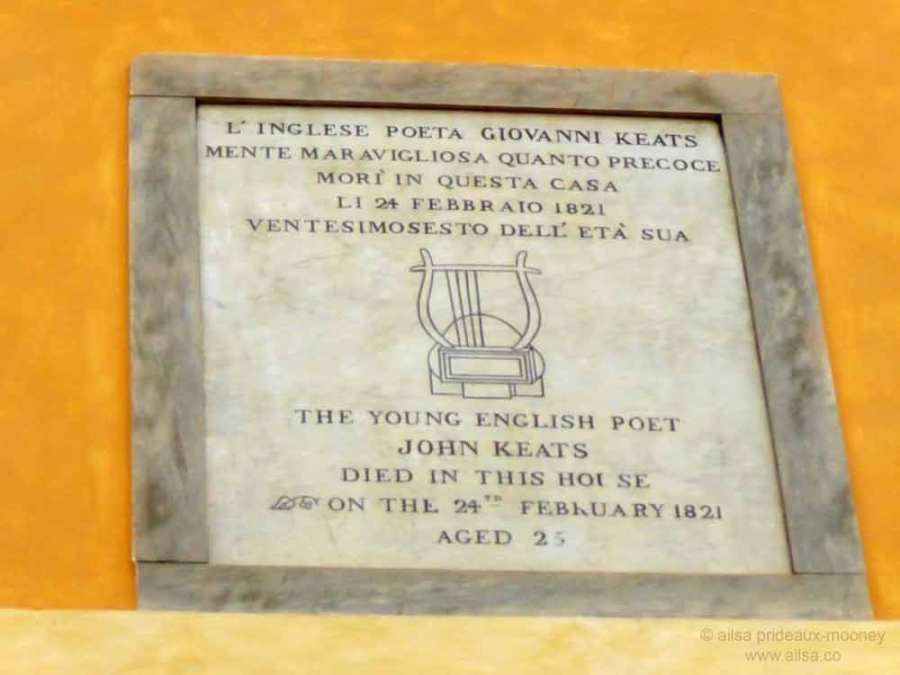 L' INGLESE POETA GIOVANNI KEATS
MENTE MARAVIGLIOSA QUANTO PRECOCE
MORÌ IN QUESTA CASA
LI 24 FEBBRAIO 1821
VENTESIMOSESTO DELL' ETÀ SUA
THE YOUNG ENGLISH POET
JOHN KEATS
DIED IN THIS HOUSE
ON THE 24TH FEBRUARY 1821
AGED 25
© ailsa prideaux-mooney
www.ailsa.co